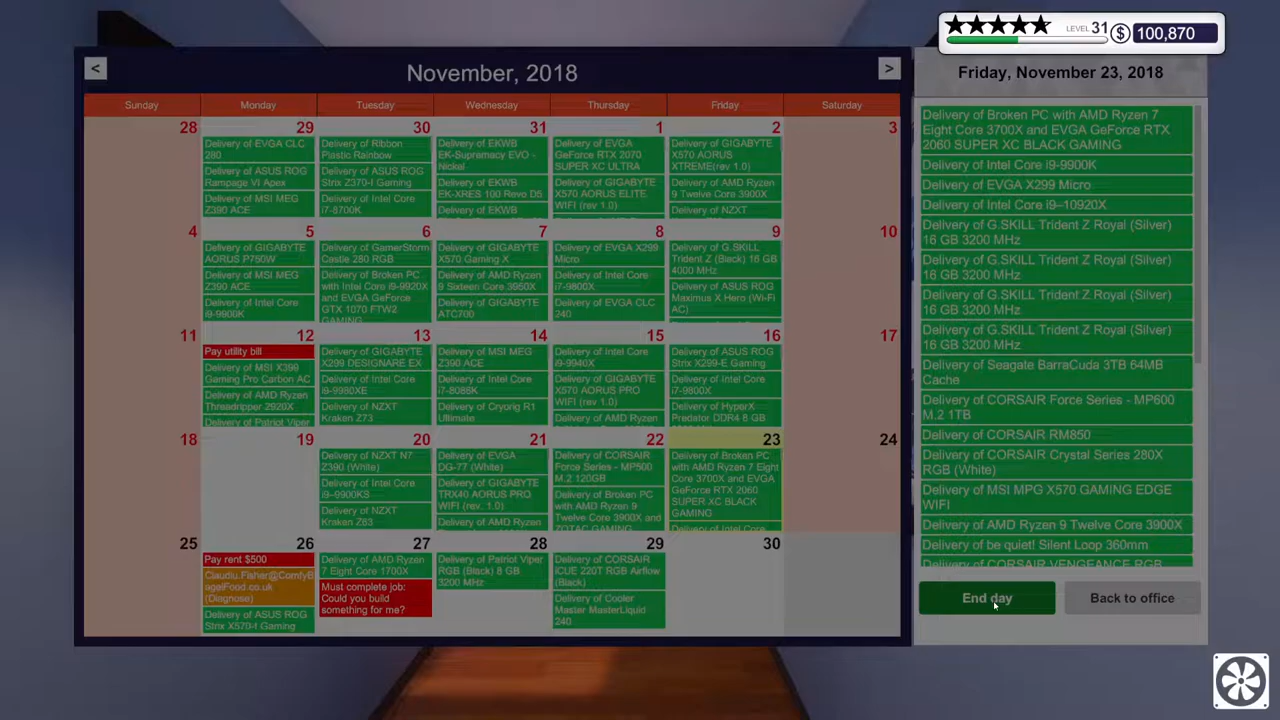 LEVEL 31 $ 100,870
< November, 2018 >
Friday, November 23, 2018
Sunday Monday Tuesday Wednesday Thursday Friday Saturday
28 29 30 31 1 2 3
Delivery of EVGA CLC
280
Delivery of ASUS ROG
Rampage VI Apex
Delivery of MSI MEG
Z390 ACE
Delivery of Ribbon
Plastic Rainbow
Delivery of ASUS ROG
Strix Z370-I Gaming
Delivery of Intel Core
i7-8700K
Delivery of EKWB
EK-Supremacy EVO -
Nickel
Delivery of EKWB
EK-XRES 100 Revo D5
Delivery of EKWB
Delivery of EVGA
GeForce RTX 2070
SUPER XC ULTRA
Delivery of GIGABYTE
X570 AORUS ELITE
WIFI (rev 1.0)
Delivery of GIGABYTE
X570 AORUS
XTREME(rev 1.0)
Delivery of AMD Ryzen
9 Twelve Core 3900X
Delivery of NZXT
4 5 6 7 8 9 10
Delivery of GIGABYTE
AORUS P750W
Delivery of MSI MEG
Z390 ACE
Delivery of Intel Core
i9-9800K
Delivery of GamerStorm
Castle 280 RGB
Delivery of Broken PC
with Intel Core i9-9920X
and EVGA GeForce
GTX 1070 FTW2
GAMING
Delivery of GIGABYTE
X570 Gaming X
Delivery of AMD Ryzen
9 Sixteen Core 3950X
Delivery of GIGABYTE
ATC700
Delivery of EVGA X299
Micro
Delivery of Intel Core
i7-9800X
Delivery of EVGA CLC
240
Delivery of G.SKILL
Trident Z (Black) 16 GB
4000 MHz
Delivery of ASUS ROG
Maximus X Hero (Wi-Fi
AC)
11 12 13 14 15 16 17
Pay utility bill
Delivery of MSI X399
Gaming Pro Carbon AC
Delivery of AMD Ryzen
Threadripper 2920X
Delivery of Patriot Viper
Delivery of GIGABYTE
X299 DESIGNARE EX
Delivery of Intel Core
i9-9980XE
Delivery of NZXT
Kraken Z73
Delivery of MSI MEG
Z390 ACE
Delivery of Intel Core
i7-8086K
Delivery of Cryorig R1
Ultimate
Delivery of Intel Core
i9-9940X
Delivery of GIGABYTE
X570 AORUS PRO
WIFI (rev 1.0)
Delivery of AMD Ryzen
Delivery of ASUS ROG
Strix X299-E Gaming
Delivery of Intel Core
i7-9800X
Delivery of HyperX
Predator DDR4 8 GB
18 19 20 21 22 23 24
Delivery of NZXT N7
Z390 (White)
Delivery of Intel Core
i9-9900KS
Delivery of NZXT
Kraken Z63
Delivery of EVGA
DG-77 (White)
Delivery of GIGABYTE
TRX40 AORUS PRO
WIFI (rev. 1.0)
Delivery of AMD Ryzen
Delivery of CORSAIR
Force Series - MP500
M.2 120GB
Delivery of Broken PC
with AMD Ryzen 9
Twelve Core 3900X and
ZOTAC GAMING
Delivery of Broken PC
with AMD Ryzen 7 Eight
Core 3700X and EVGA
GeForce RTX 2060
SUPER XC BLACK
GAMING
Delivery of Intel Core
25 26 27 28 29 30
Pay rent $500
Claudiu.Fisher@ComfyB
agelFood.co.uk
(Diagnose)
Delivery of ASUS ROG
Strix X570-I Gaming
Delivery of AMD Ryzen
7 Eight Core 1700X
Must complete job:
Could you build
something for me?
Delivery of Patriot Viper
RGB (Black) 8 GB
3200 MHz
Delivery of CORSAIR
iCUE 220T RGB Airflow
(Black)
Delivery of Cooler
Master MasterLiquid
240
Delivery of Broken PC with AMD Ryzen 7
Eight Core 3700X and EVGA GeForce RTX
2060 SUPER XC BLACK GAMING
Delivery of Intel Core i9-9900K
Delivery of EVGA X299 Micro
Delivery of Intel Core i9–10920X
Delivery of G.SKILL Trident Z Royal (Silver)
16 GB 3200 MHz
Delivery of G.SKILL Trident Z Royal (Silver)
16 GB 3200 MHz
Delivery of G.SKILL Trident Z Royal (Silver)
16 GB 3200 MHz
Delivery of G.SKILL Trident Z Royal (Silver)
16 GB 3200 MHz
Delivery of Seagate BarraCuda 3TB 64MB
Cache
Delivery of CORSAIR Force Series - MP600
M.2 1TB
Delivery of CORSAIR RM850
Delivery of CORSAIR Crystal Series 280X
RGB (White)
Delivery of MSI MPG X570 GAMING EDGE
WIFI
Delivery of AMD Ryzen 9 Twelve Core 3900X
Delivery of be quiet! Silent Loop 360mm
Delivery of CORSAIR VENGEANCE RGB
End day Back to office